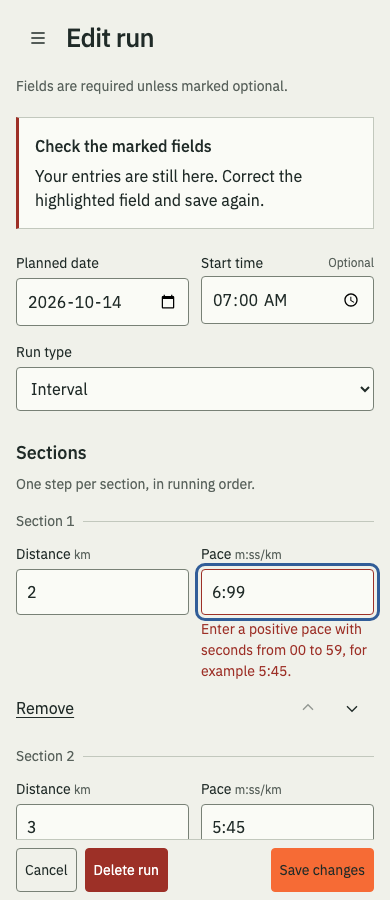 Edit run
Fields are required unless marked optional.
Check the marked fields
Your entries are still here. Correct the
highlighted field and save again.
Planned date
Start time Optional
2026-10-14
07:00 AM
Run type
Interval
Sections
One step per section, in running order.
Section 1
Distance km
Pace m:ss/km
2
6:99
Enter a positive pace with
seconds from 00 to 59, for
example 5:45.
Remove
Section 2
Distance km
Pace m:ss/km
3
5:45
Cancel
Delete run
Save changes